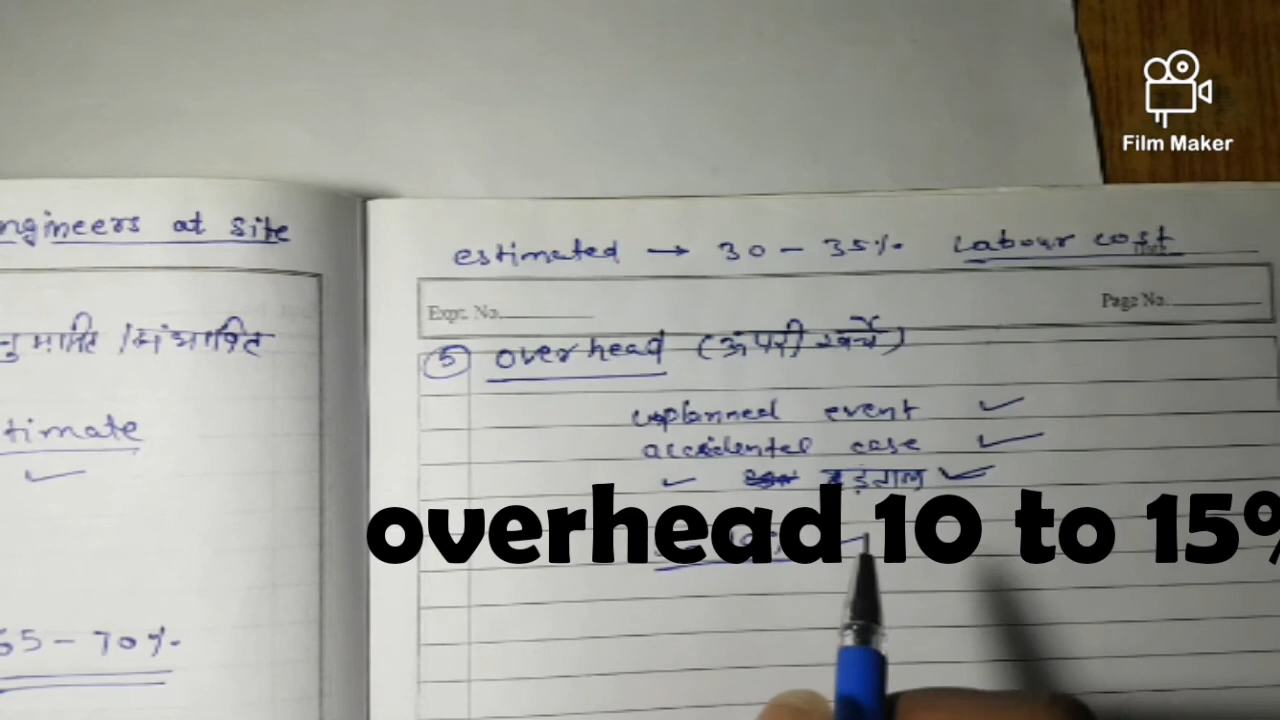 Film Maker
ngineers at site
नुमानित /संभावित
timate
65 - 70%
estimated → 30 - 35% Labour cost
Expt. No.
Page No.
5 overhead (ऊपरी खर्चे)
unplanned event ✓
accidental case ✓
✓ हड़ताल ✓
overhead 10 to 15%